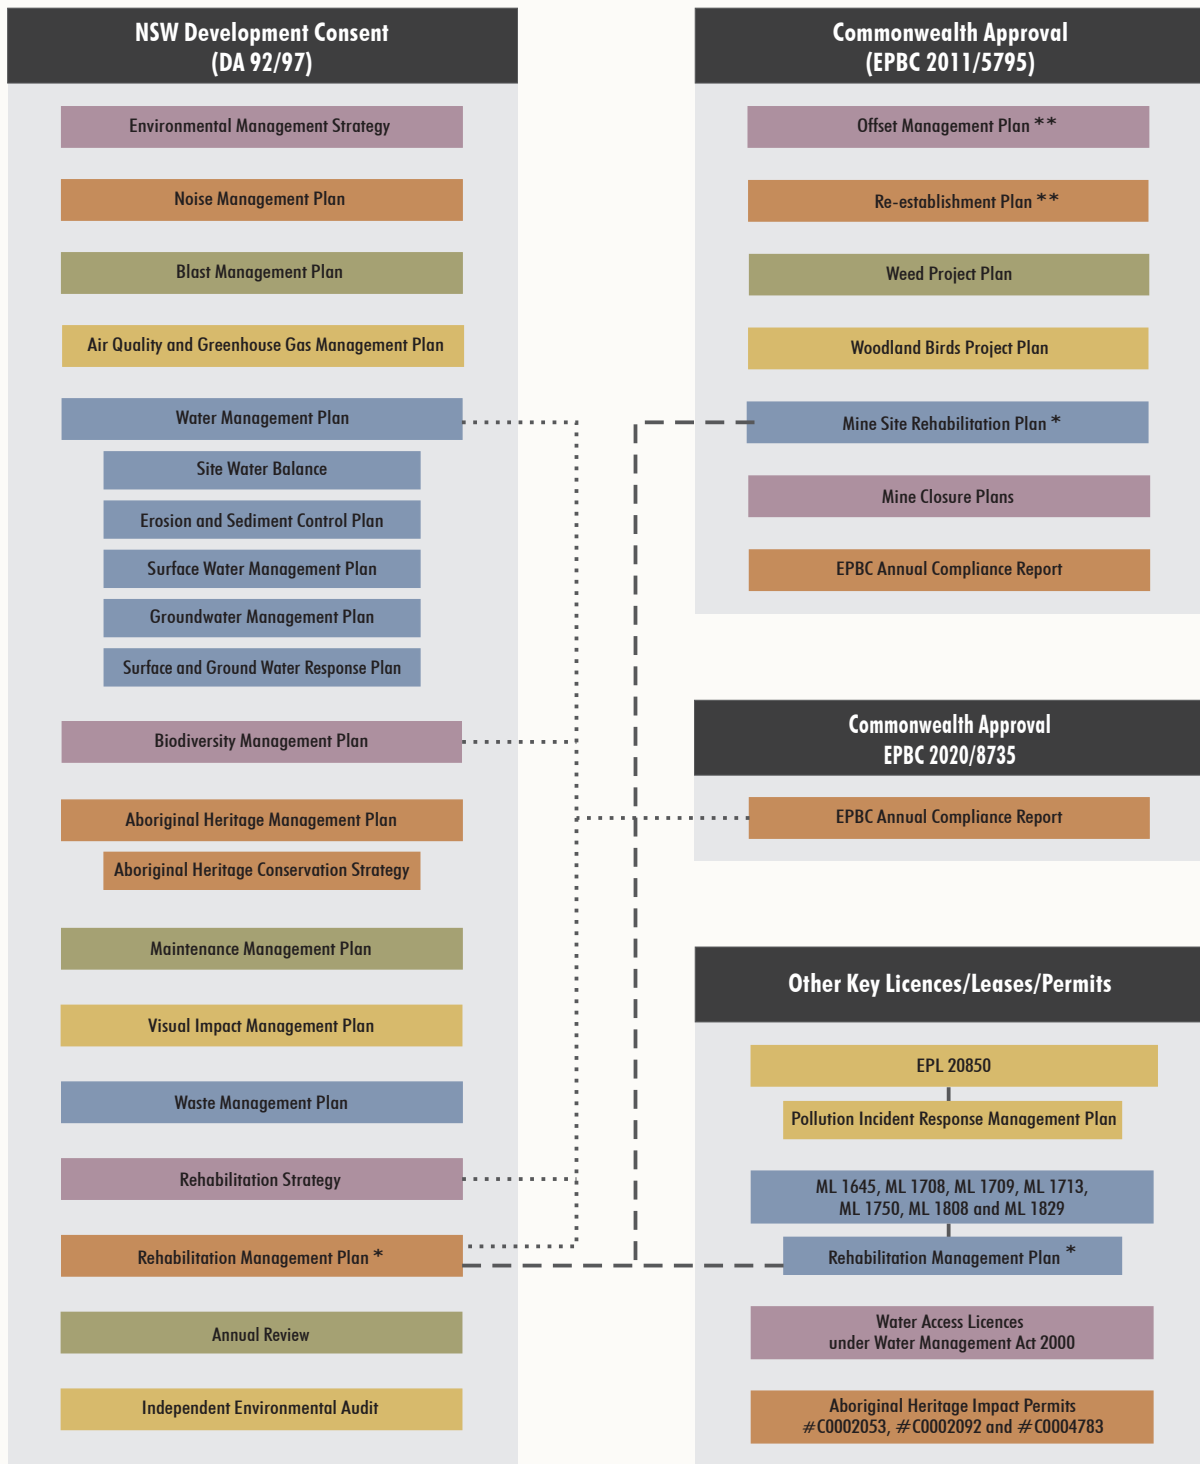 NSW Development Consent
(DA 92/97)
Environmental Management Strategy
Noise Management Plan
Blast Management Plan
Air Quality and Greenhouse Gas Management Plan
Water Management Plan
Site Water Balance
Erosion and Sediment Control Plan
Surface Water Management Plan
Groundwater Management Plan
Surface and Ground Water Response Plan
Biodiversity Management Plan
Aboriginal Heritage Management Plan
Aboriginal Heritage Conservation Strategy
Maintenance Management Plan
Visual Impact Management Plan
Waste Management Plan
Rehabilitation Strategy
Rehabilitation Management Plan *
Annual Review
Independent Environmental Audit
Commonwealth Approval
(EPBC 2011/5795)
Offset Management Plan **
Re-establishment Plan **
Weed Project Plan
Woodland Birds Project Plan
Mine Site Rehabilitation Plan *
Mine Closure Plans
EPBC Annual Compliance Report
Commonwealth Approval
EPBC 2020/8735
EPBC Annual Compliance Report
Other Key Licences/Leases/Permits
EPL 20850
Pollution Incident Response Management Plan
ML 1645, ML 1708, ML 1709, ML 1713,
ML 1750, ML 1808 and ML 1829
Rehabilitation Management Plan *
Water Access Licences
under Water Management Act 2000
Aboriginal Heritage Impact Permits
#C0002053, #C0002092 and #C0004783